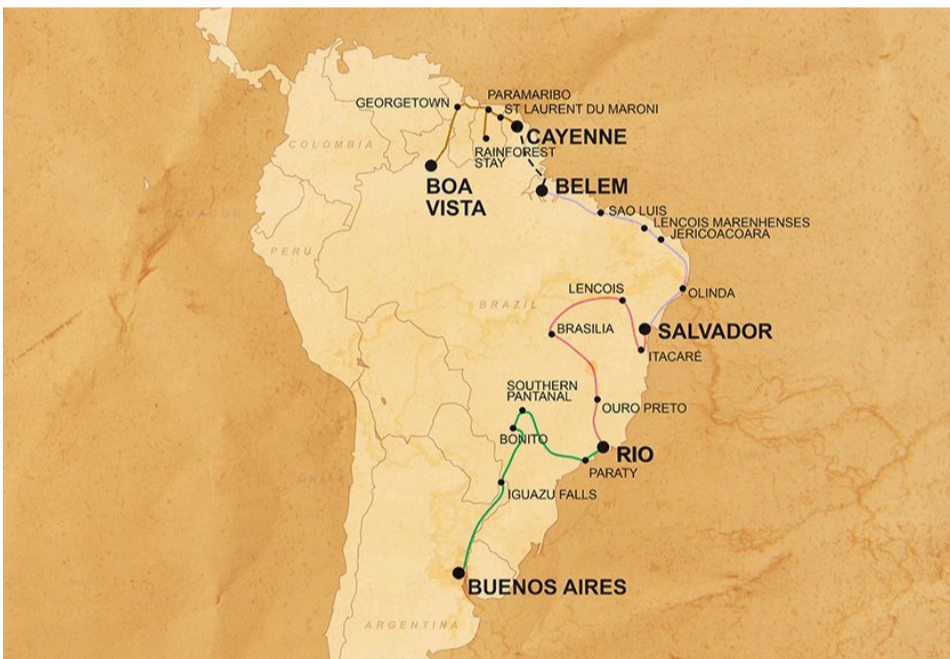 PARAMARIBO
GEORGETOWN
ST LAURENT DU MARONI
CAYENNE
COLOMBIA
RAINFOREST
STAY
BOA
VISTA
BELEM
SAO LUIS
ECUADOR
LENCOIS MARENHENSES
JERICOACOARA
PERU
LENCOIS
OLINDA
BRAZIL
BRASILIA
SALVADOR
ITACARÉ
SOUTHERN
PANTANAL
OURO PRETO
BONITO
RIO
PARATY
CHILE
IGUAZU FALLS
BUENOS AIRES
ARGENTINA